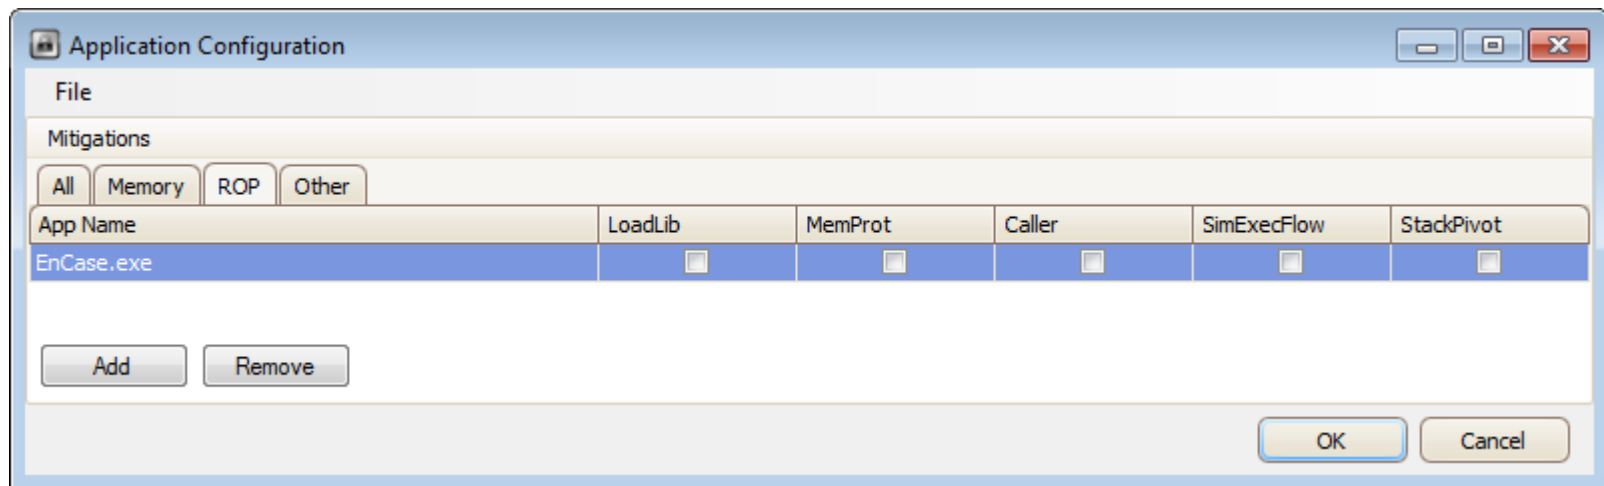 Application Configuration
File
Mitigations
All Memory ROP Other
App Name LoadLib MemProt Caller SimExecFlow StackPivot
EnCase.exe
Add Remove
OK Cancel